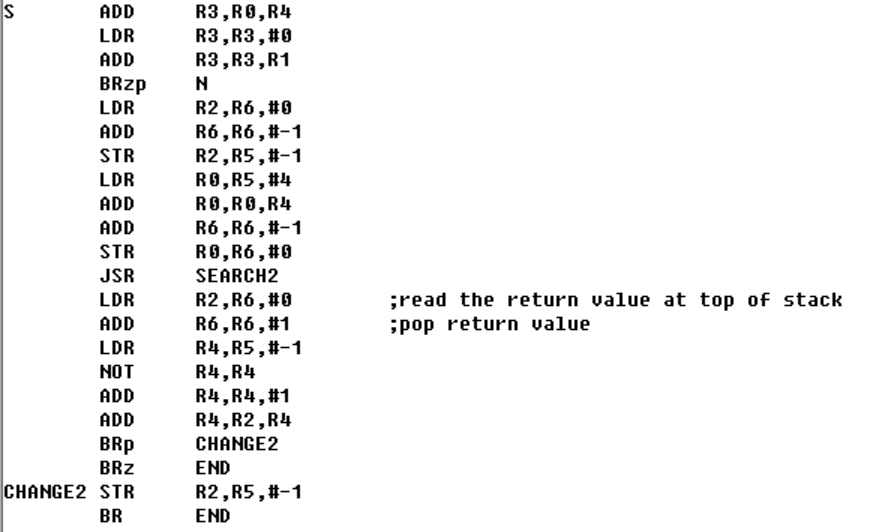 S ADD R3,R0,R4
LDR R3,R3,#0
ADD R3,R3,R1
BRzp N
LDR R2,R6,#0
ADD R6,R6,#-1
STR R2,R5,#-1
LDR R0,R5,#4
ADD R0,R0,R4
ADD R6,R6,#-1
STR R0,R6,#0
JSR SEARCH2
LDR R2,R6,#0 ;read the return value at top of stack
ADD R6,R6,#1 ;pop return value
LDR R4,R5,#-1
NOT R4,R4
ADD R4,R4,#1
ADD R4,R2,R4
BRp CHANGE2
BRz END
CHANGE2 STR R2,R5,#-1
BR END